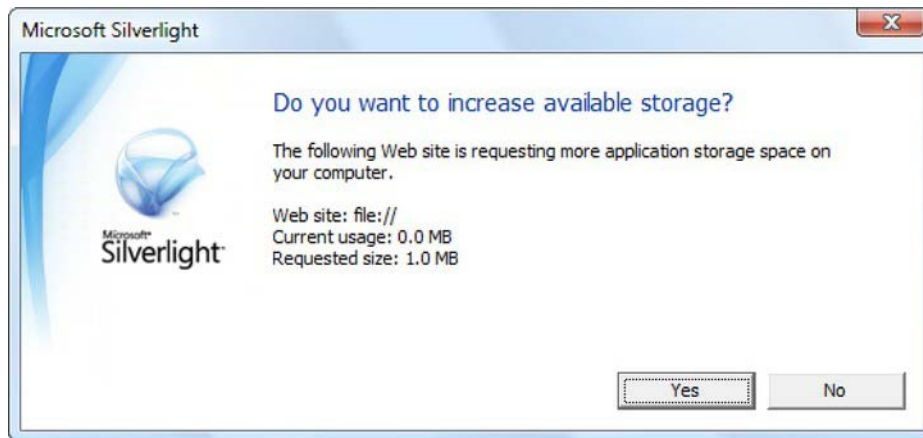 Microsoft Silverlight
Do you want to increase available storage?
The following Web site is requesting more application storage space on
your computer.
Web site: file://
Current usage: 0.0 MB
Requested size: 1.0 MB
Microsoft®
Silverlight™
Yes
No